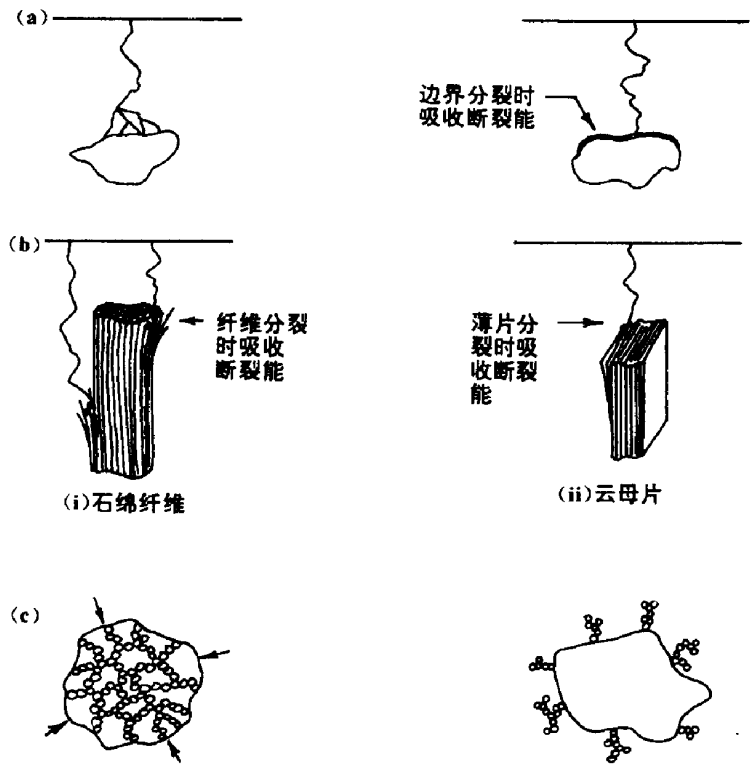 (a)
边界分裂时
吸收断裂能
(b)
纤维分裂
时吸收
断裂能
薄片分
裂时吸
收断裂
能
(i)石绵纤维
(ii)云母片
(c)